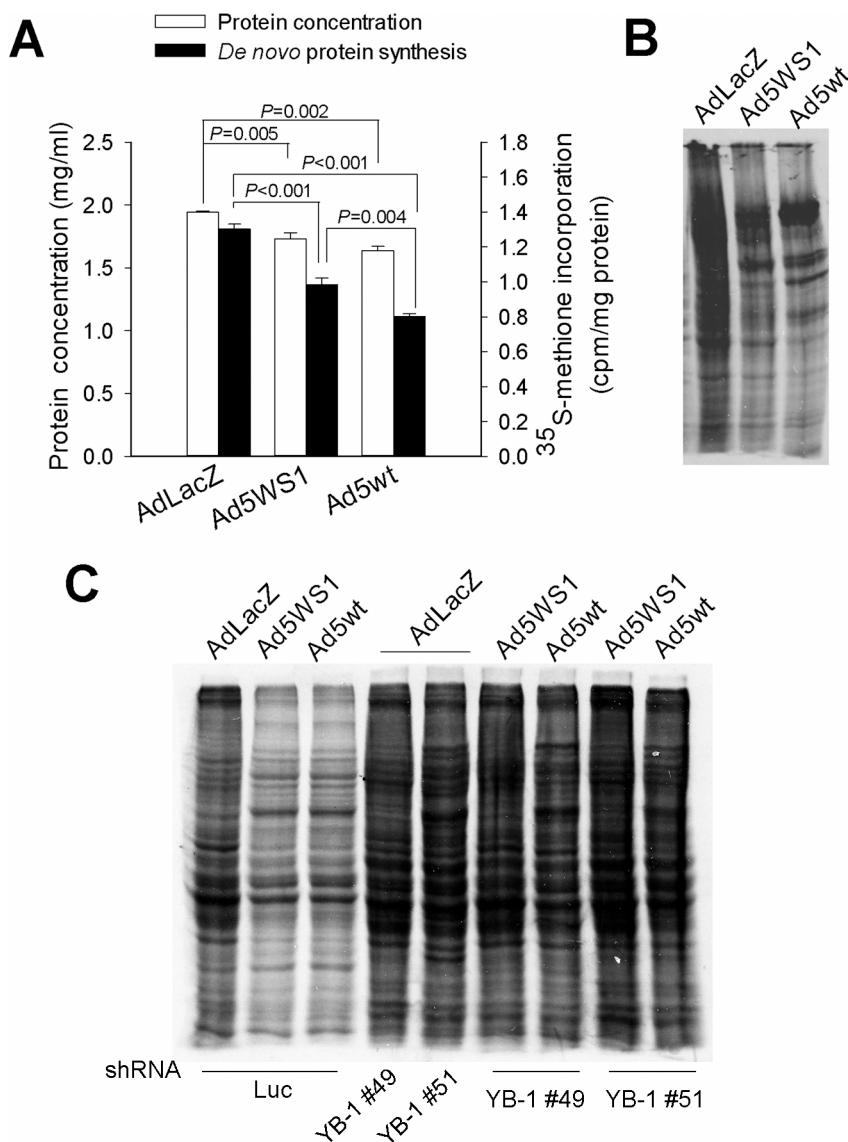 A
Protein concentration
De novo protein synthesis
P=0.002
P=0.005
P<0.001
P<0.001
P=0.004
Protein concentration (mg/ml)
2.5
2.0
1.5
1.0
0.5
0.0
1.8
1.6
1.4
1.2
1.0
0.8
0.6
0.4
0.2
0.0
35S-methione incorporation
(cpm/mg protein)
AdLacZ
Ad5WS1
Ad5wt
B
AdLacZ
Ad5WS1
Ad5wt
C
AdLacZ
Ad5WS1
Ad5wt
AdLacZ
Ad5WS1
Ad5wt
Ad5WS1
Ad5wt
shRNA
Luc
YB-1 #49
YB-1 #51
YB-1 #49
YB-1 #51